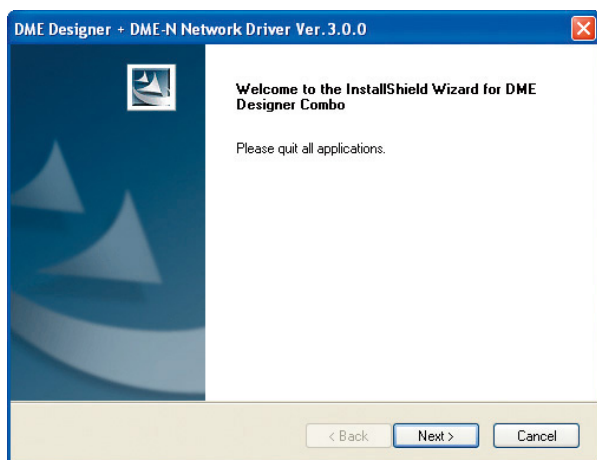 DME Designer + DME-N Network Driver Ver.3.0.0
Welcome to the InstallShield Wizard for DME
Designer Combo
Please quit all applications.
< Back
Next >
Cancel